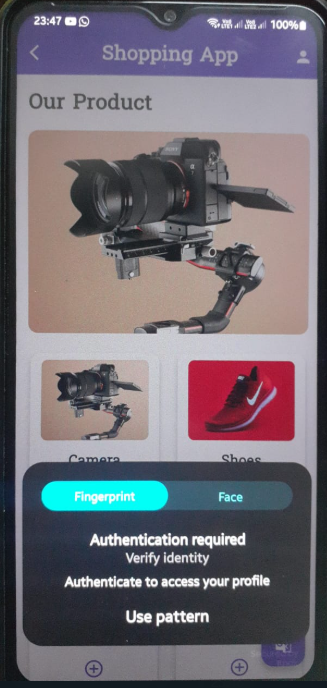 23:47 100%
Shopping App
Our Product
SONY
Camera
Shoes
Fingerprint Face
Authentication required
Verify identity
Authenticate to access your profile
Use pattern